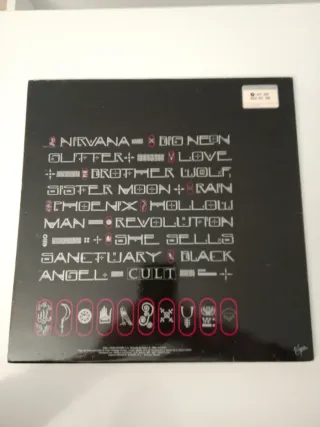 NIRVANA BIG NEON
GLITTER LOVE
BROTHER WOLF,
SISTER MOON RAIN
PHOENIX HOLLOW
MAN REVOLUTION
SHE SELLS
SANCTUARY BLACK
ANGEL CULT
Virgin